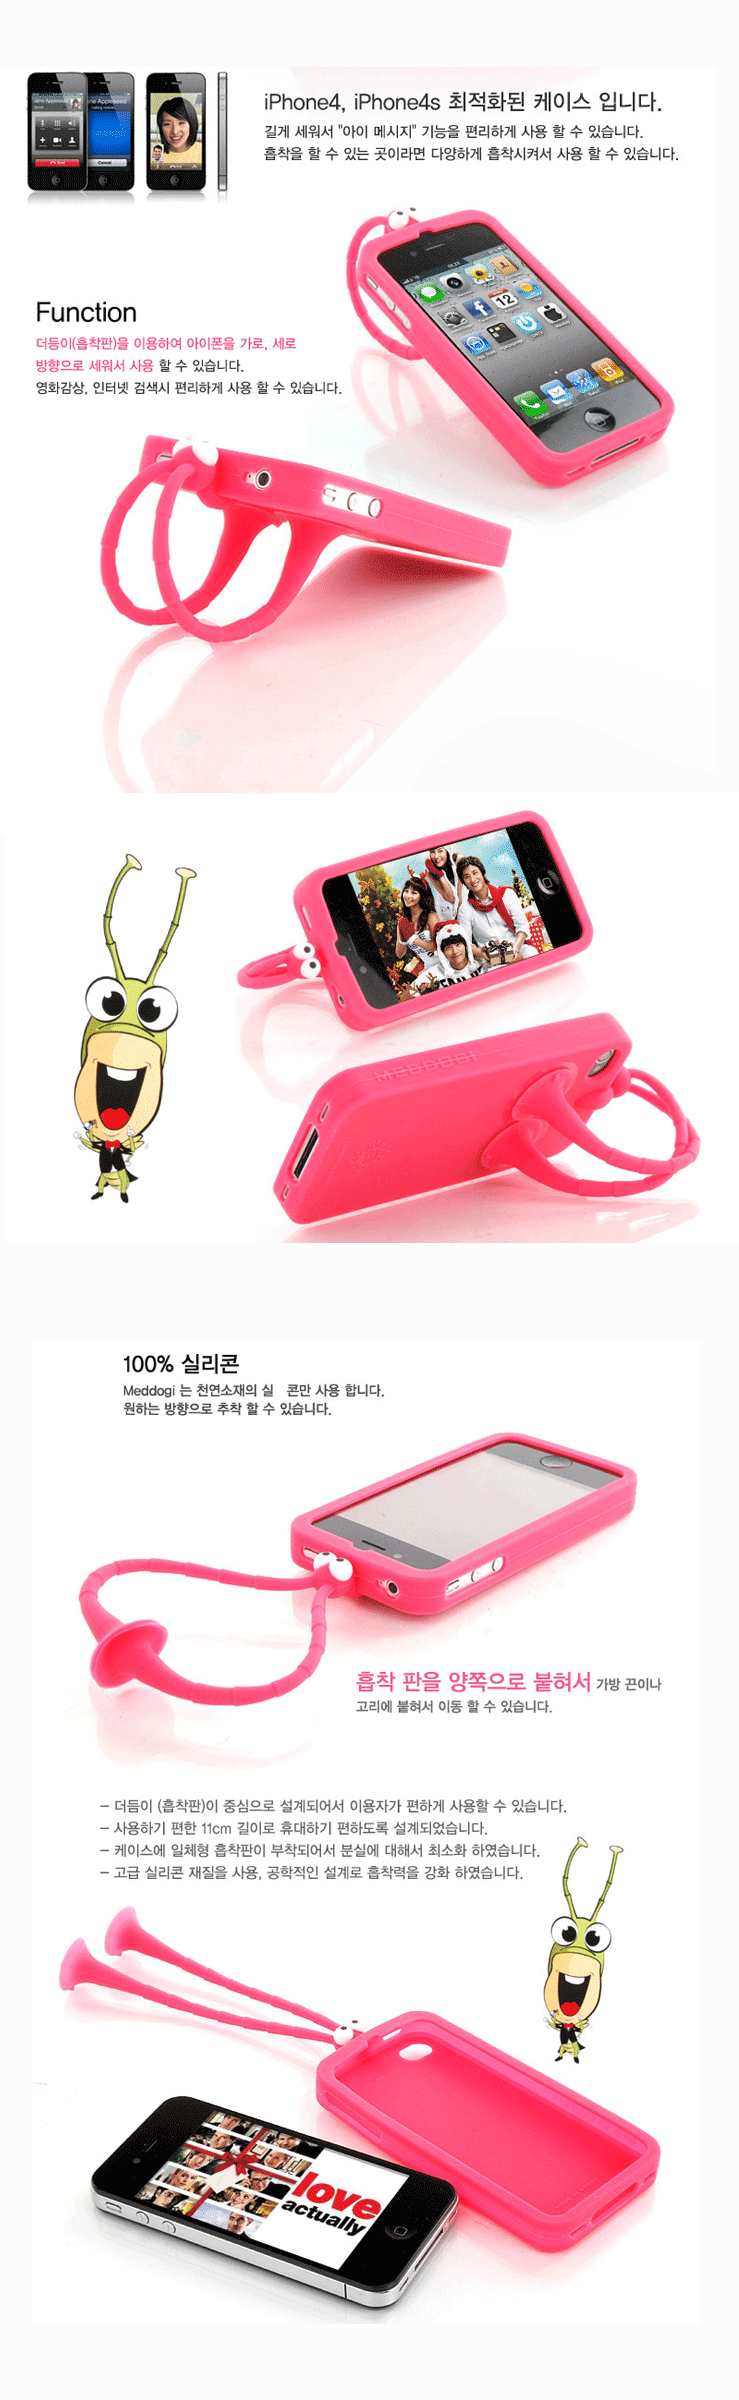 iPhone4, iPhone4s 최적화된 케이스 입니다.
길게 세워서 "아이 메시지" 기능을 편리하게 사용 할 수 있습니다.
흡착을 할 수 있는 곳이라면 다양하게 흡착시켜서 사용 할 수 있습니다.
Function
더듬이(흡착판)을 이용하여 아이폰을 가로, 세로
방향으로 세워서 사용 할 수 있습니다.
영화감상, 인터넷 검색시 편리하게 사용 할 수 있습니다.
12
MEDDOGI
100% 실리콘
Meddogi 는 천연소재의 실 콘만 사용 합니다.
원하는 방향으로 추착 할 수 있습니다.
흡착 판을 양쪽으로 붙혀서 가방 끈이나
고리에 붙혀서 이동 할 수 있습니다.
- 더듬이 (흡착판)이 중심으로 설계되어서 이용자가 편하게 사용할 수 있습니다.
- 사용하기 편한 11cm 길이로 휴대하기 편하도록 설계되었습니다.
- 케이스에 일체형 흡착판이 부착되어서 분실에 대해서 최소화 하였습니다.
- 고급 실리콘 재질을 사용, 공학적인 설계로 흡착력을 강화 하였습니다.
love
actually